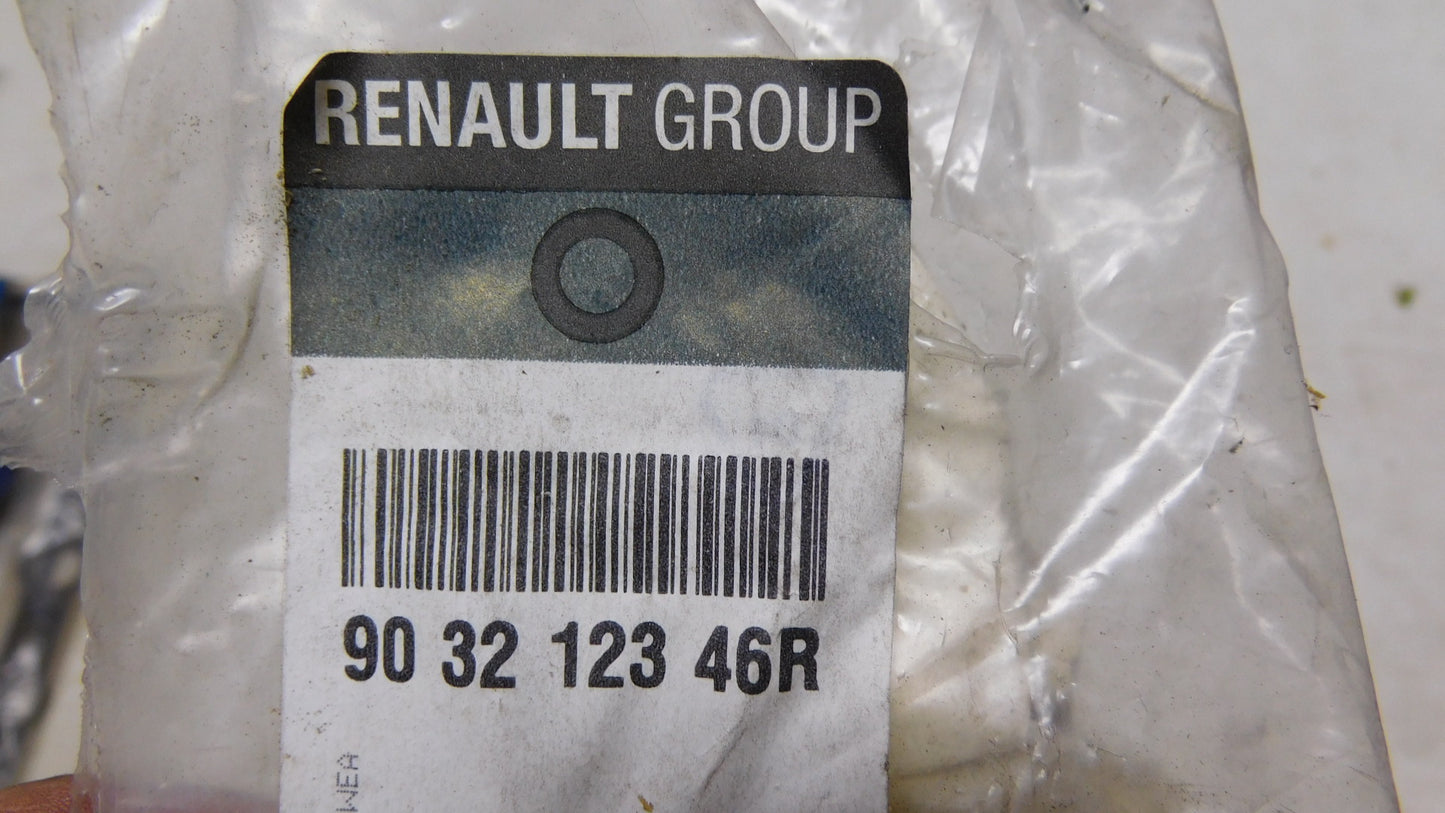 RENAULT GROUP
90 32 123 46R